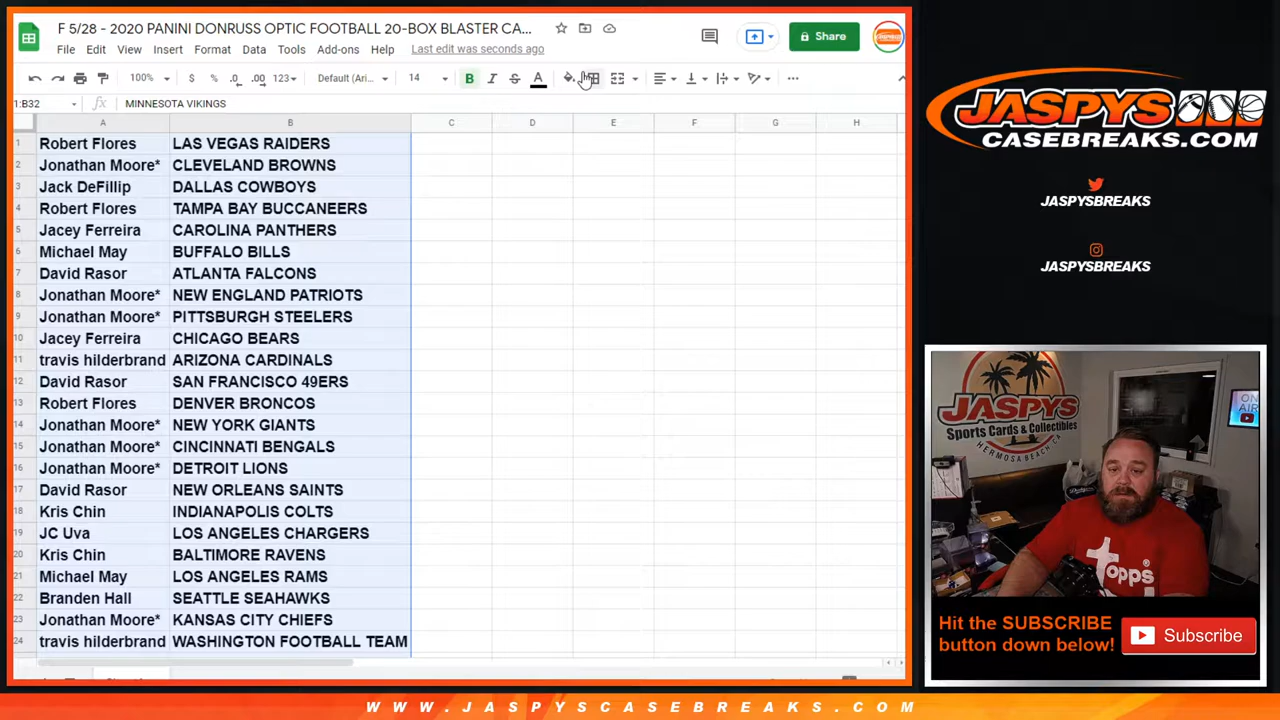 F 5/28 - 2020 PANINI DONRUSS OPTIC FOOTBALL 20-BOX BLASTER CA...
File Edit View Insert Format Data Tools Add-ons Help Last edit was seconds ago
Share
100% $ % .0 .00 123 Default (Ari... 14 B I S A
1:B32 fx MINNESOTA VIKINGS
A B C D E F G H
1 Robert Flores LAS VEGAS RAIDERS
2 Jonathan Moore* CLEVELAND BROWNS
3 Jack DeFillip DALLAS COWBOYS
4 Robert Flores TAMPA BAY BUCCANEERS
5 Jacey Ferreira CAROLINA PANTHERS
6 Michael May BUFFALO BILLS
7 David Rasor ATLANTA FALCONS
8 Jonathan Moore* NEW ENGLAND PATRIOTS
9 Jonathan Moore* PITTSBURGH STEELERS
10 Jacey Ferreira CHICAGO BEARS
11 travis hilderbrand ARIZONA CARDINALS
12 David Rasor SAN FRANCISCO 49ERS
13 Robert Flores DENVER BRONCOS
14 Jonathan Moore* NEW YORK GIANTS
15 Jonathan Moore* CINCINNATI BENGALS
16 Jonathan Moore* DETROIT LIONS
17 David Rasor NEW ORLEANS SAINTS
18 Kris Chin INDIANAPOLIS COLTS
19 JC Uva LOS ANGELES CHARGERS
20 Kris Chin BALTIMORE RAVENS
21 Michael May LOS ANGELES RAMS
22 Branden Hall SEATTLE SEAHAWKS
23 Jonathan Moore* KANSAS CITY CHIEFS
24 travis hilderbrand WASHINGTON FOOTBALL TEAM
JASPYS
CASEBREAKS.COM
JASPYSBREAKS
JASPYSBREAKS
JASPYS
Sports Cards & Collectibles
HERMOSA BEACH, CA
ON
AIR
topps
Hit the SUBSCRIBE
button down below!
Subscribe
WWW.JASPYSCASEBREAKS.COM